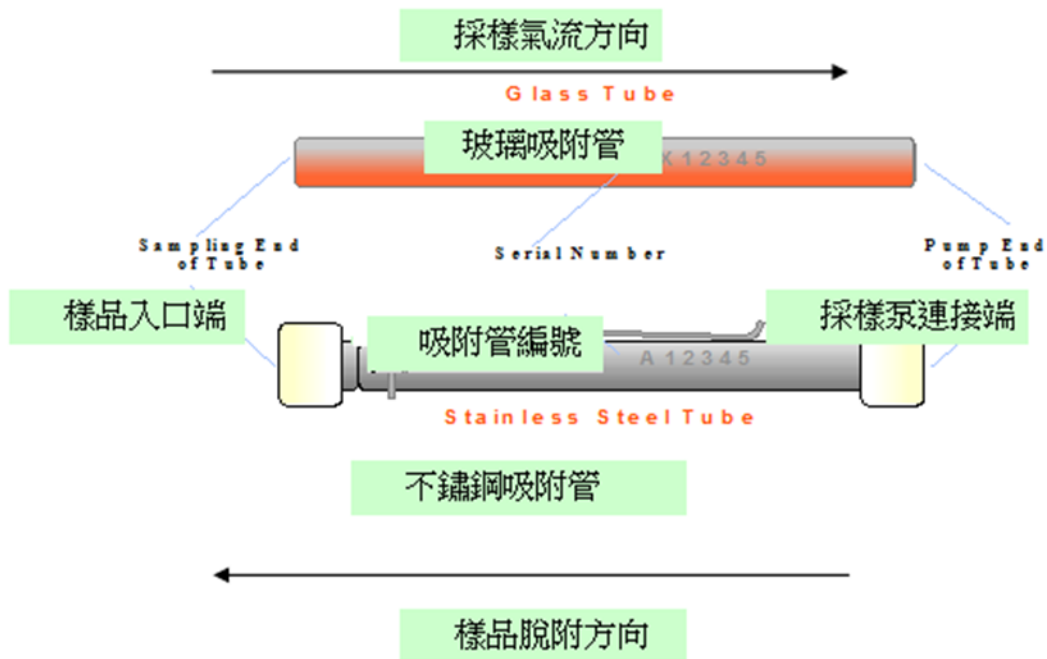 採樣氣流方向
Glass Tube
玻璃吸附管
X12345
Sampling End
of Tube
Serial Number
Pump End
of Tube
樣品入口端
採樣泵連接端
吸附管編號
A12345
Stainless Steel Tube
不鏽鋼吸附管
樣品脫附方向